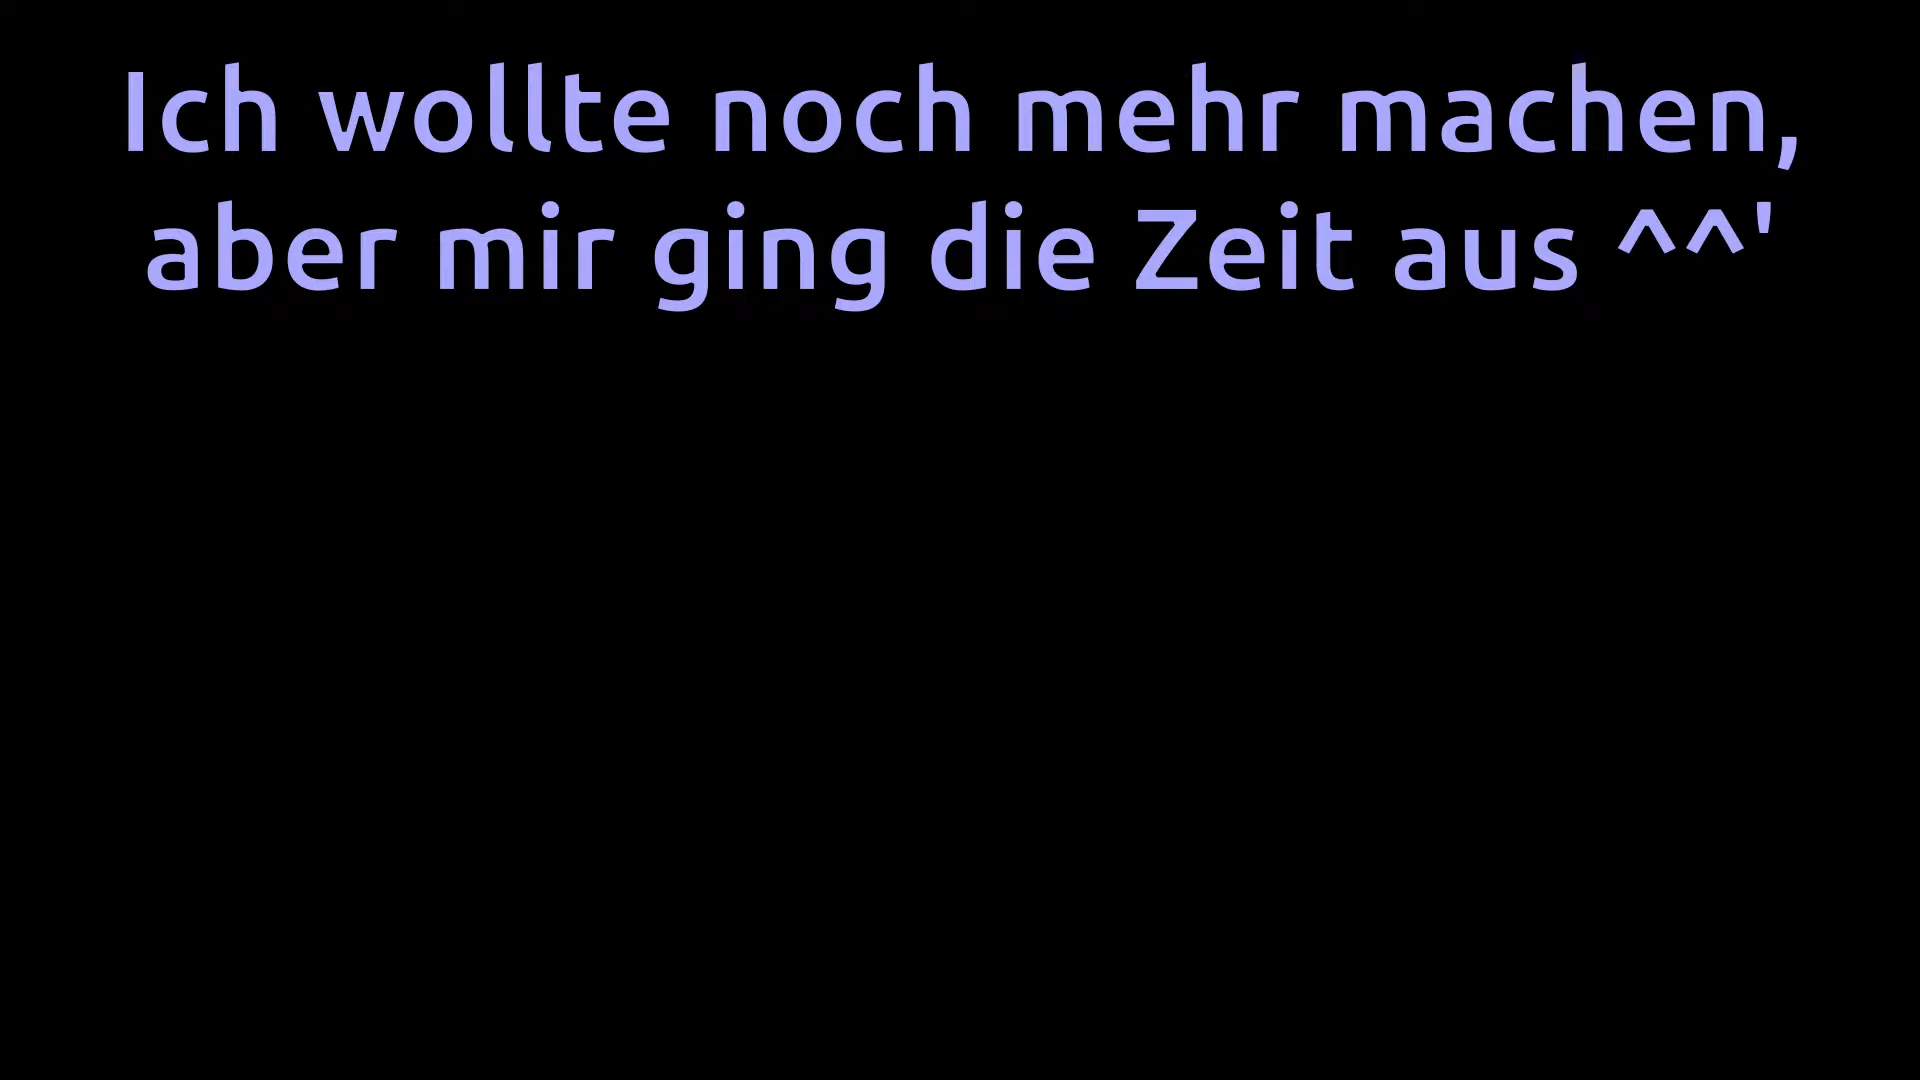 Ich wollte noch mehr machen,
aber mir ging die Zeit aus ^^'